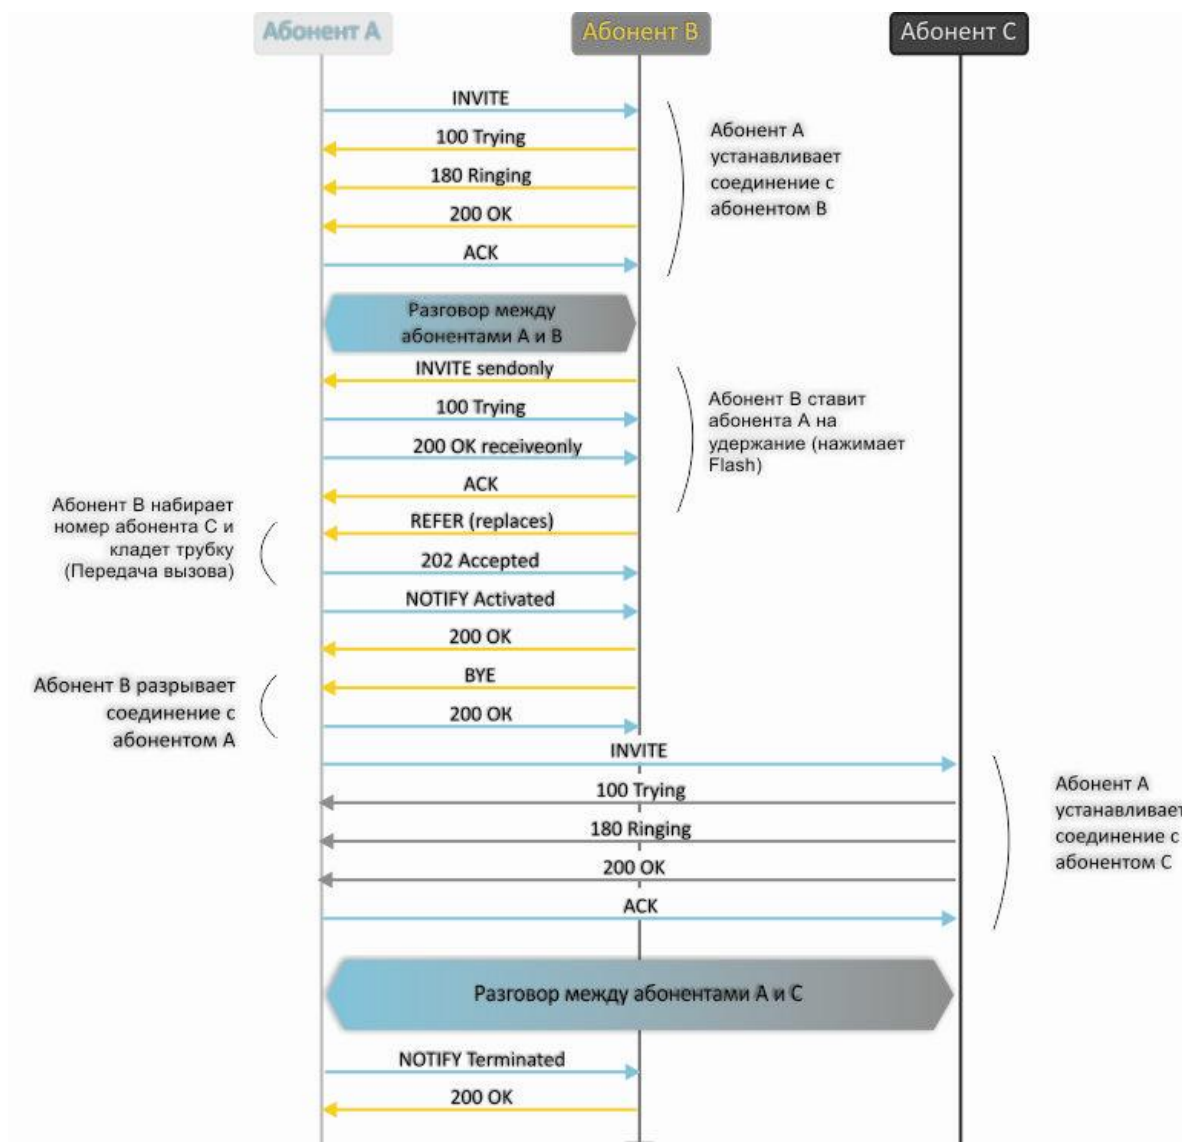 Абонент A
Абонент B
Абонент C
INVITE
100 Trying
180 Ringing
200 OK
ACK
Абонент A
устанавливает
соединение с
абонентом B
Разговор между
абонентами A и B
INVITE sendonly
100 Trying
200 OK receiveonly
ACK
Абонент B ставит
абонента A на
удержание (нажимает
Flash)
REFER (replaces)
202 Accepted
Абонент B набирает
номер абонента C и
кладет трубку
(Передача вызова)
NOTIFY Activated
200 OK
BYE
200 OK
Абонент B разрывает
соединение с
абонентом A
INVITE
100 Trying
180 Ringing
200 OK
ACK
Абонент A
устанавливает
соединение с
абонентом C
Разговор между абонентами A и C
NOTIFY Terminated
200 OK